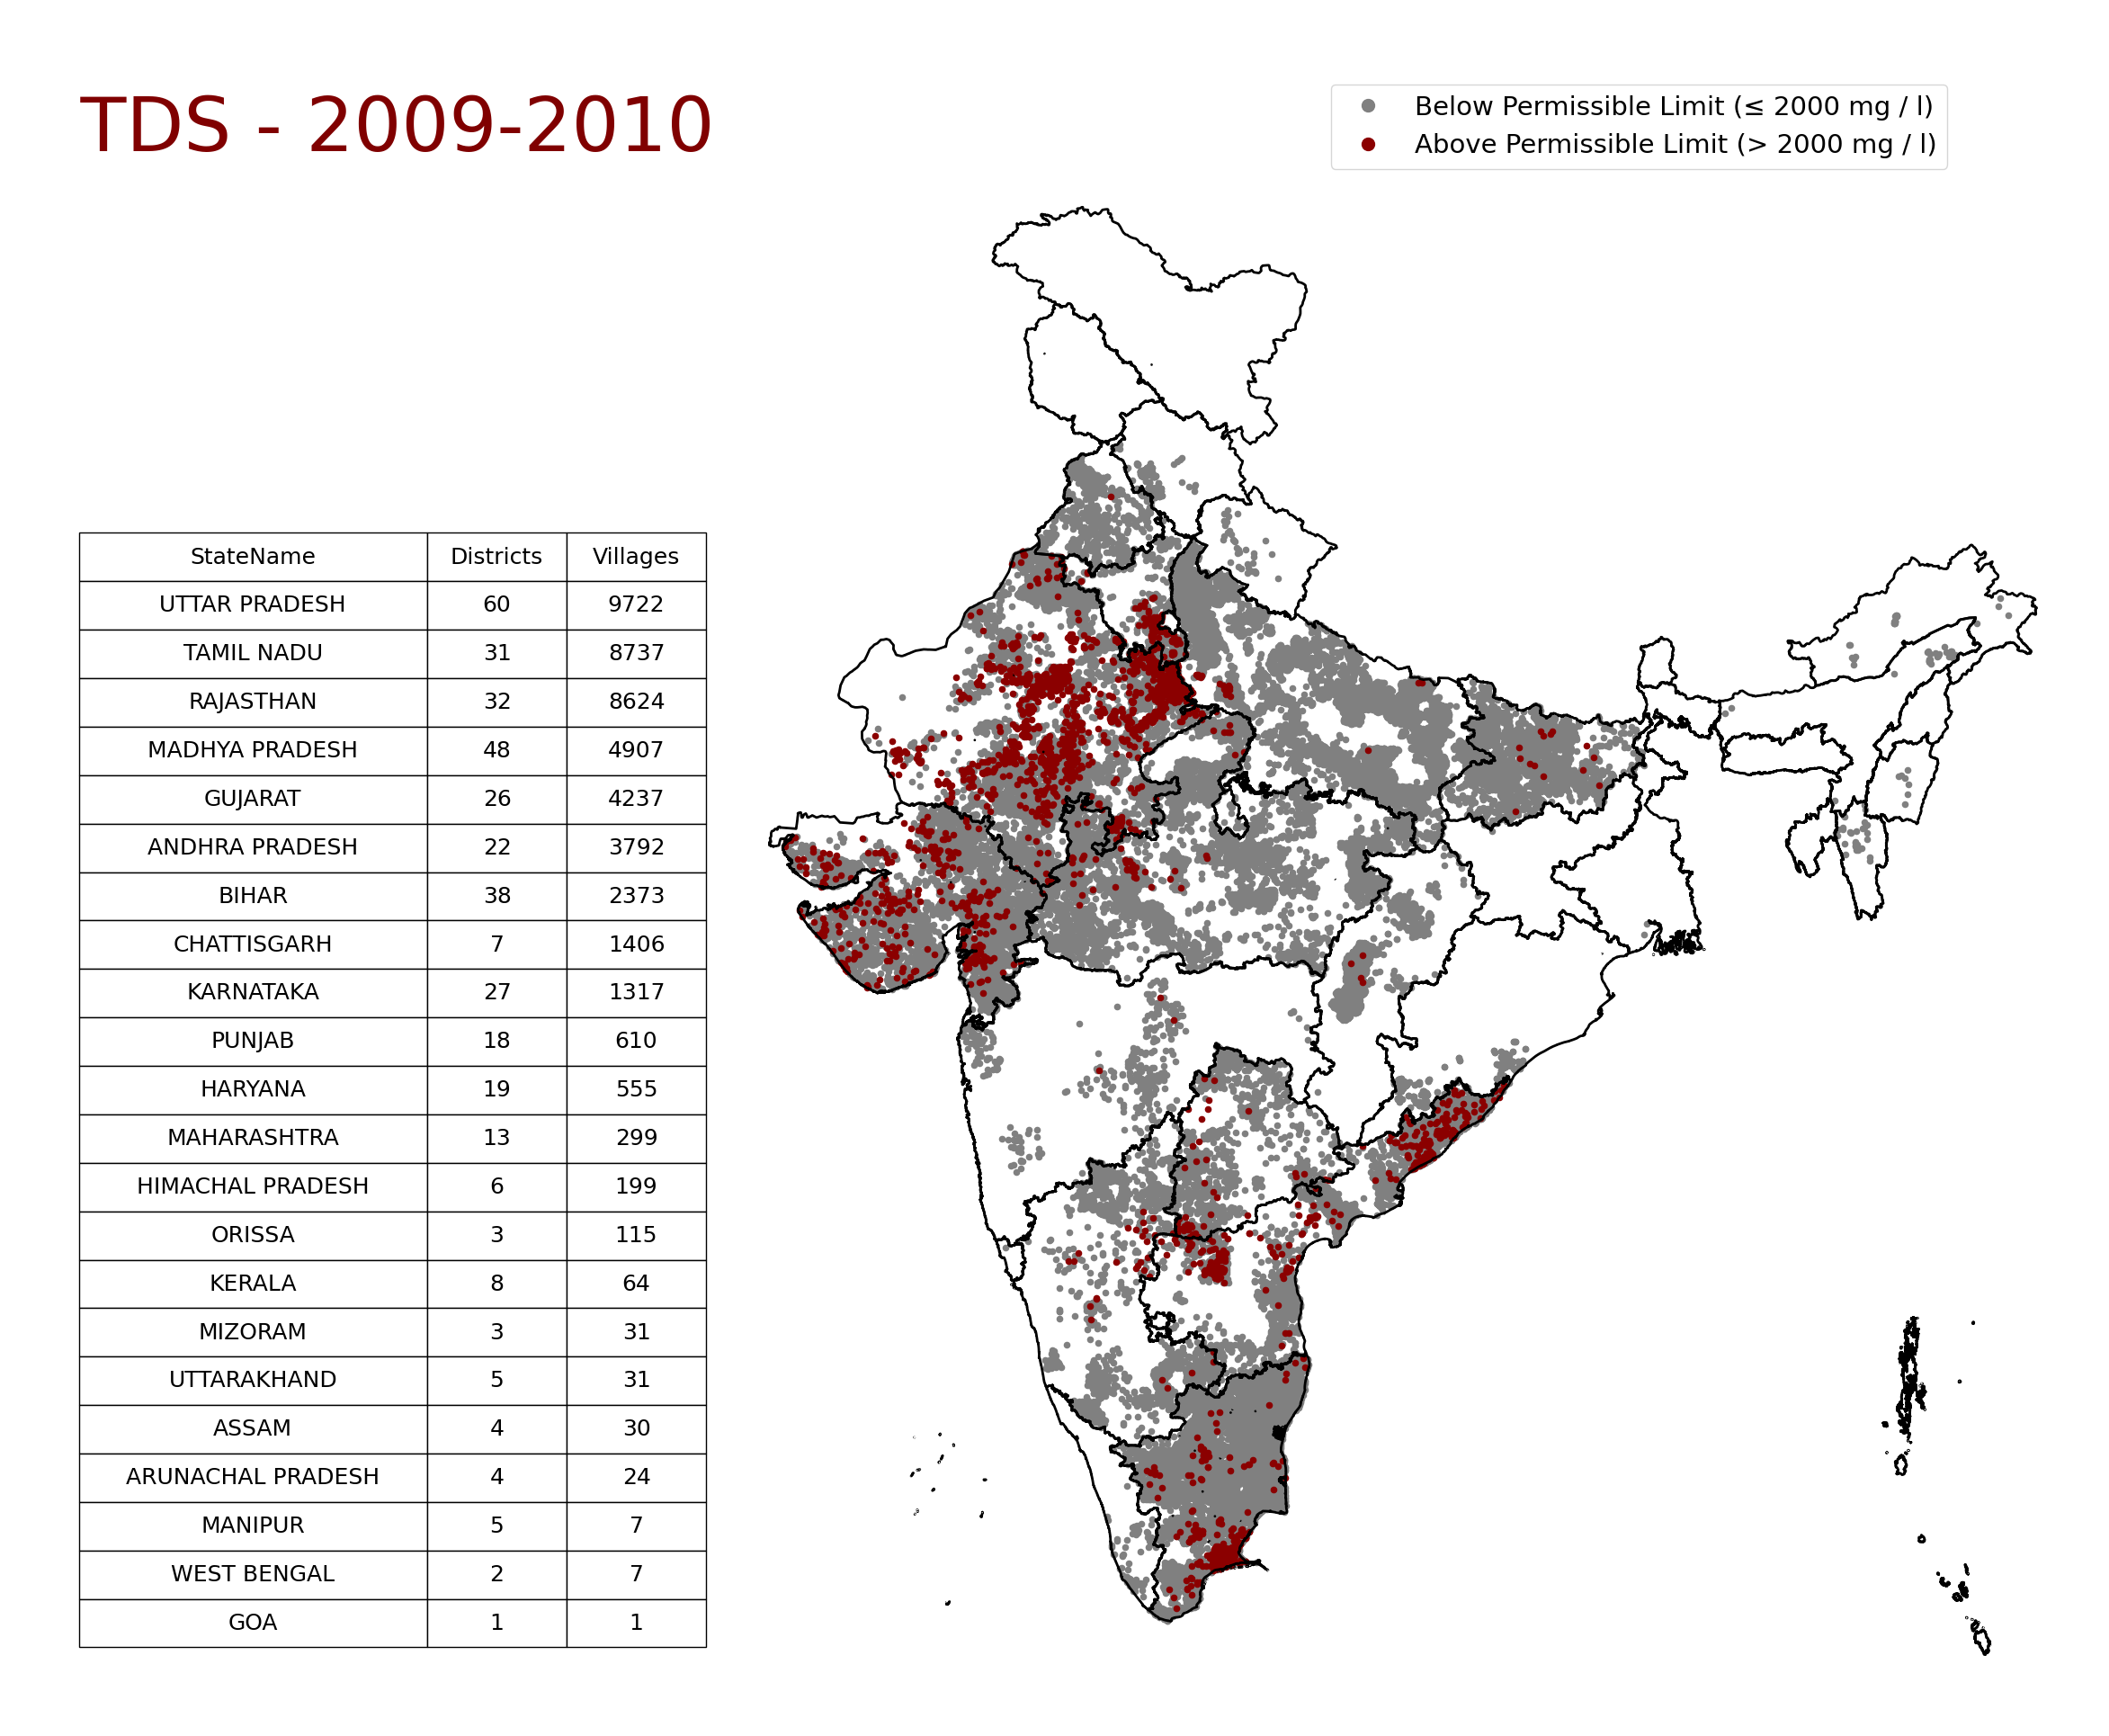 TDS - 2009-2010
Below Permissible Limit (≤ 2000 mg / l)
Above Permissible Limit (> 2000 mg / l)
StateName Districts Villages
UTTAR PRADESH 60 9722
TAMIL NADU 31 8737
RAJASTHAN 32 8624
MADHYA PRADESH 48 4907
GUJARAT 26 4237
ANDHRA PRADESH 22 3792
BIHAR 38 2373
CHATTISGARH 7 1406
KARNATAKA 27 1317
PUNJAB 18 610
HARYANA 19 555
MAHARASHTRA 13 299
HIMACHAL PRADESH 6 199
ORISSA 3 115
KERALA 8 64
MIZORAM 3 31
UTTARAKHAND 5 31
ASSAM 4 30
ARUNACHAL PRADESH 4 24
MANIPUR 5 7
WEST BENGAL 2 7
GOA 1 1